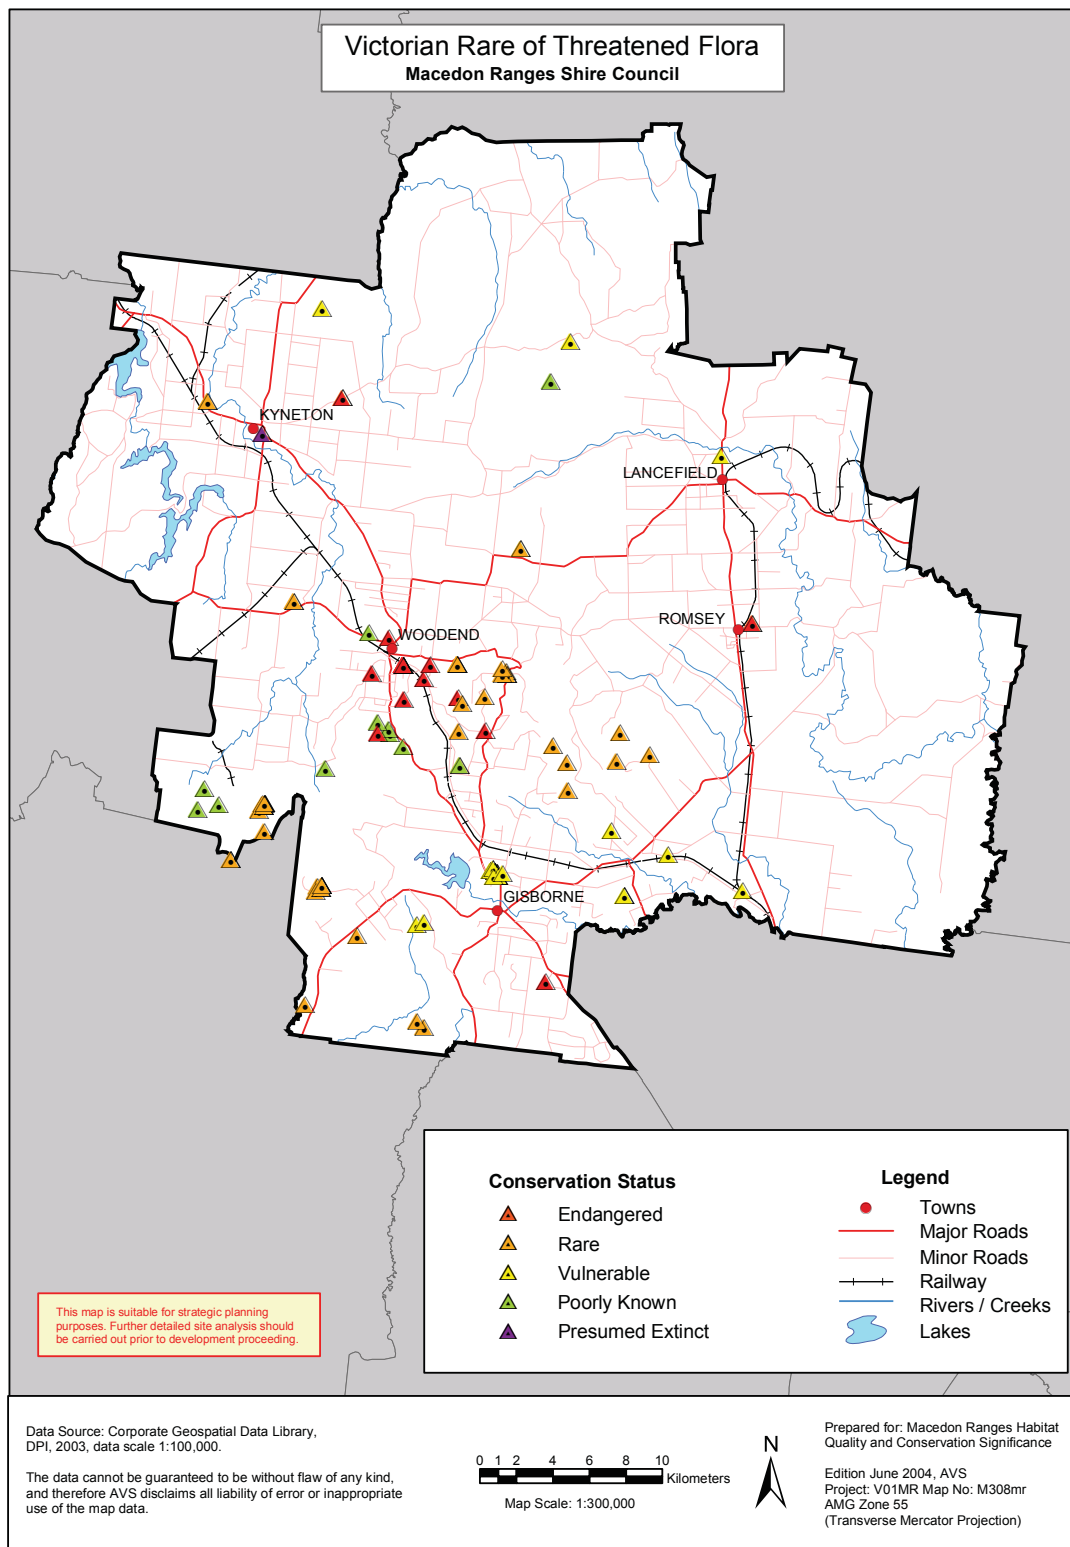 Victorian Rare of Threatened Flora
Macedon Ranges Shire Council
KYNETON
LANCEFIELD
ROMSEY
WOODEND
GISBORNE
Conservation Status
Endangered
Rare
Vulnerable
Poorly Known
Presumed Extinct
Legend
Towns
Major Roads
Minor Roads
Railway
Rivers / Creeks
Lakes
This map is suitable for strategic planning
purposes. Further detailed site analysis should
be carried out prior to development proceeding.
Data Source: Corporate Geospatial Data Library,
DPI, 2003, data scale 1:100,000.
The data cannot be guaranteed to be without flaw of any kind,
and therefore AVS disclaims all liability of error or inappropriate
use of the map data.
0 1 2 4 6 8 10
Kilometers
Map Scale: 1:300,000
N
Prepared for: Macedon Ranges Habitat
Quality and Conservation Significance
Edition June 2004, AVS
Project: V01MR Map No: M308mr
AMG Zone 55
(Transverse Mercator Projection)